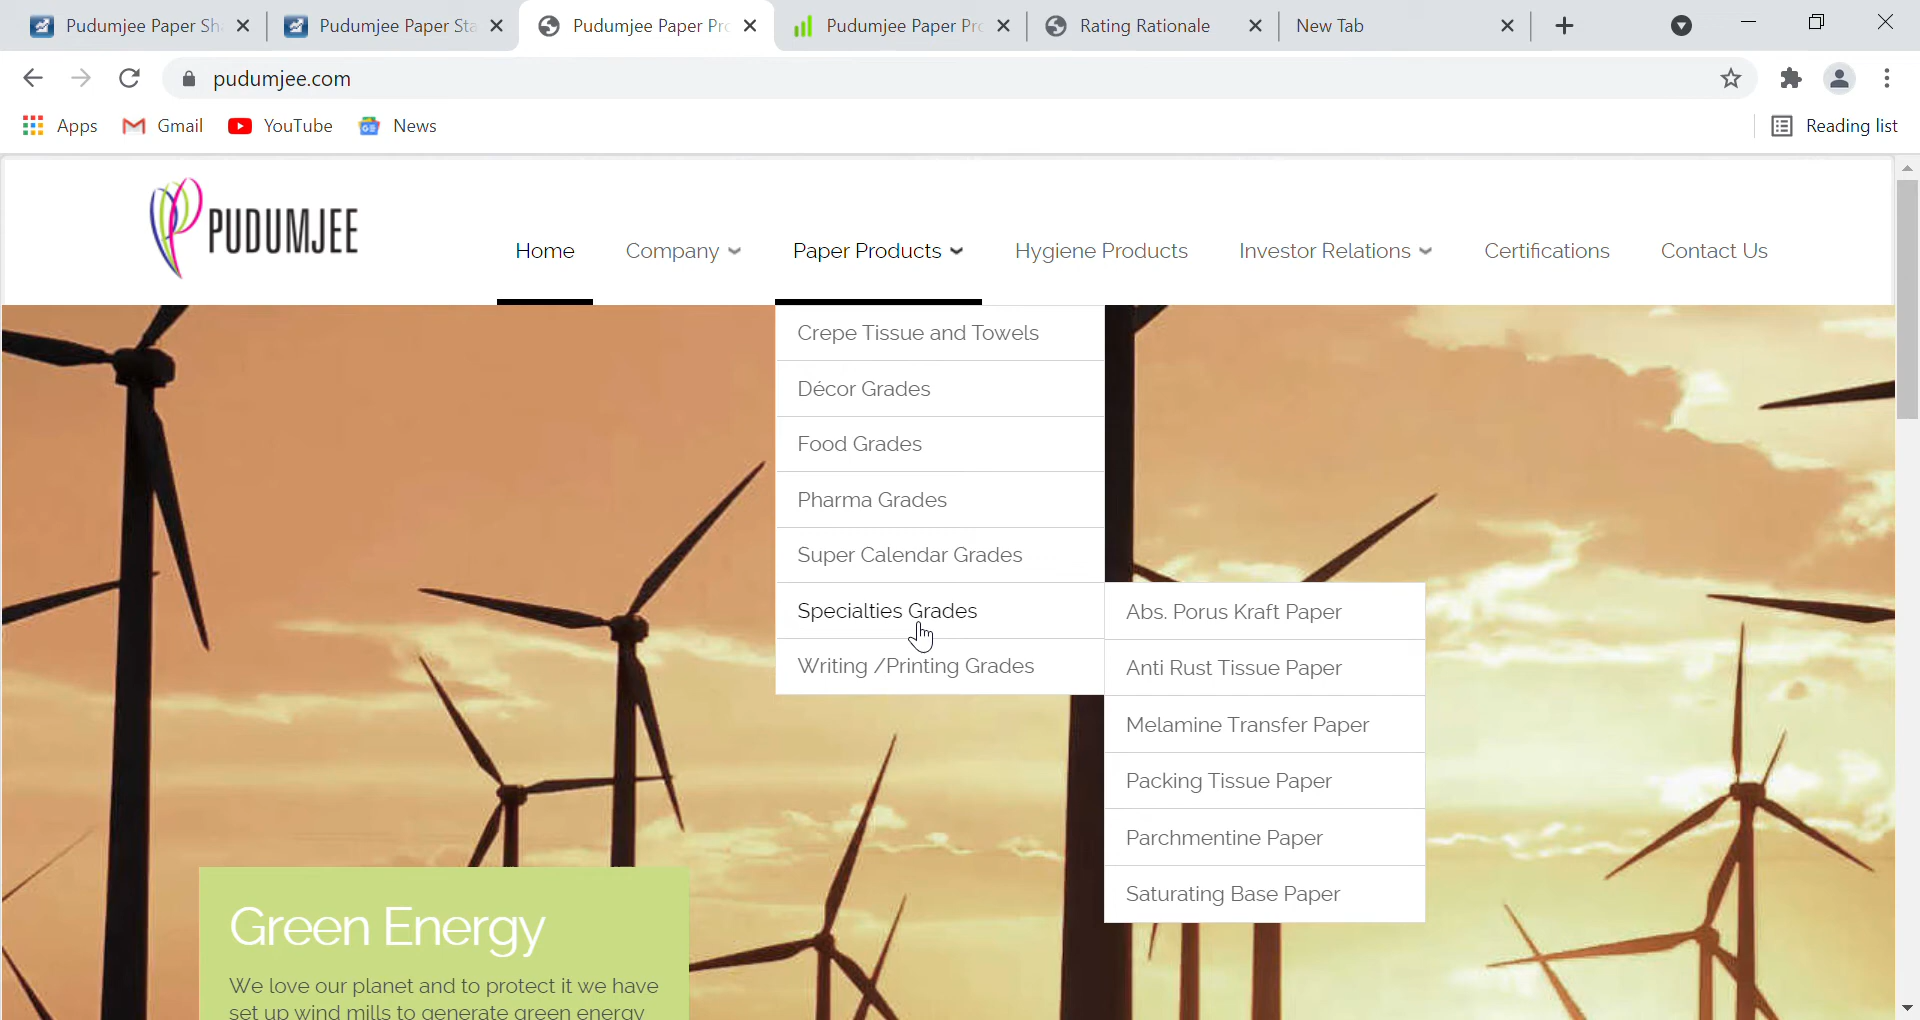 Pudumjee Paper Sh
Pudumjee Paper Sta
Pudumjee Paper Pro
Pudumjee Paper Pro
Rating Rationale
New Tab
pudumjee.com
Apps
Gmail
YouTube
News
Reading list
PUDUMJEE
Home
Company
Paper Products
Hygiene Products
Investor Relations
Certifications
Contact Us
Crepe Tissue and Towels
Décor Grades
Food Grades
Pharma Grades
Super Calendar Grades
Specialties Grades
Writing /Printing Grades
Abs. Porus Kraft Paper
Anti Rust Tissue Paper
Melamine Transfer Paper
Packing Tissue Paper
Parchmentine Paper
Saturating Base Paper
Green Energy
We love our planet and to protect it we have
set up wind mills to generate green energy